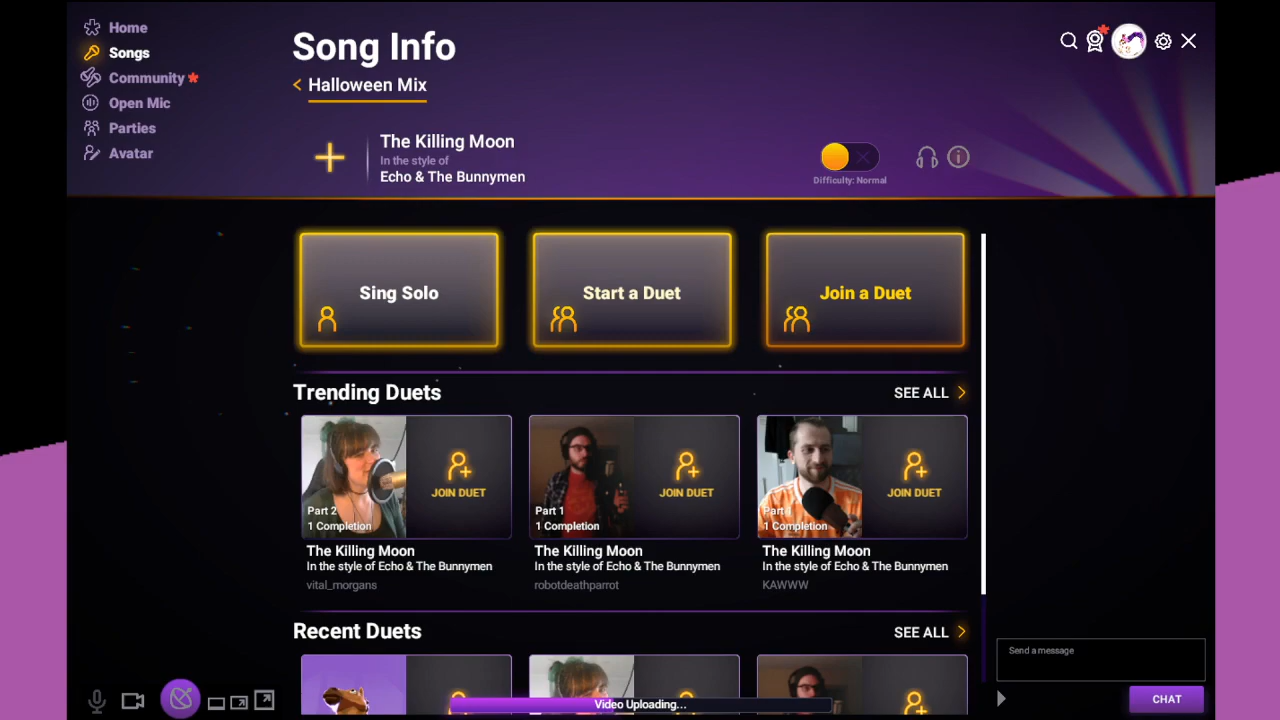 Home
Songs
Community
Open Mic
Parties
Avatar
Song Info
Halloween Mix
The Killing Moon
In the style of
Echo & The Bunnymen
Difficulty: Normal
Sing Solo
Start a Duet
Join a Duet
Trending Duets
SEE ALL
JOIN DUET
Part 2
1 Completion
The Killing Moon
In the style of Echo & The Bunnymen
vital_morgans
JOIN DUET
Part 1
1 Completion
The Killing Moon
In the style of Echo & The Bunnymen
robotdeathparrot
JOIN DUET
Part 1
1 Completion
The Killing Moon
In the style of Echo & The Bunnymen
KAWWW
Recent Duets
SEE ALL
Video Uploading...
Send a message
CHAT